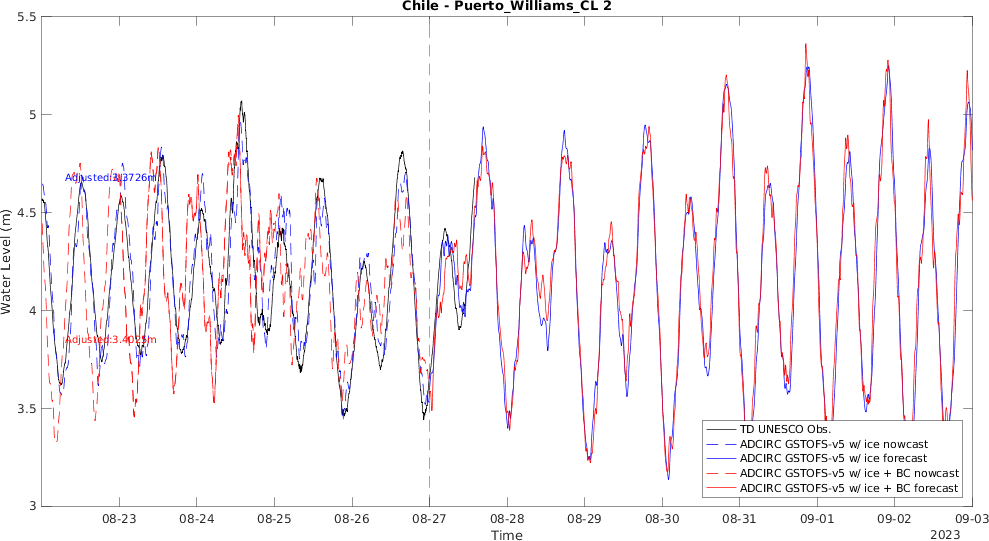 Chile - Puerto_Williams_CL 2
Water Level (m)
5.5
5
4.5
4
3.5
3
Adjusted:3.3726m
Adjusted:3.4025m
TD UNESCO Obs.
ADCIRC GSTOFS-v5 w/ ice nowcast
ADCIRC GSTOFS-v5 w/ ice forecast
ADCIRC GSTOFS-v5 w/ ice + BC nowcast
ADCIRC GSTOFS-v5 w/ ice + BC forecast
08-23 08-24 08-25 08-26 08-27 08-28 08-29 08-30 08-31 09-01 09-02 09-03
Time
2023